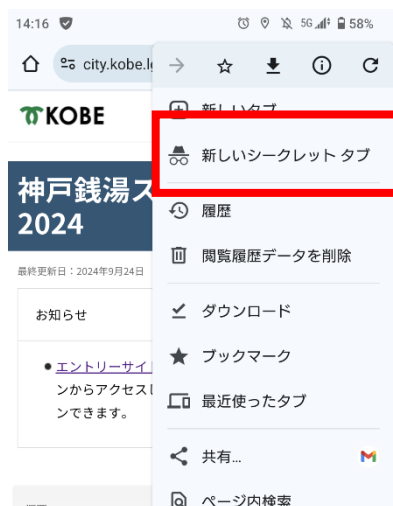 14:16
5G
58%
city.kobe.l
KOBE
新しいタブ
新しいシークレット タブ
神戸銭湯ス
2024
履歴
閲覧履歴データを削除
最終更新日：2024年9月24日
お知らせ
ダウンロード
ブックマーク
エントリーサイ
ンからアクセスし
ンできます。
最近使ったタブ
共有...
ページ内検索